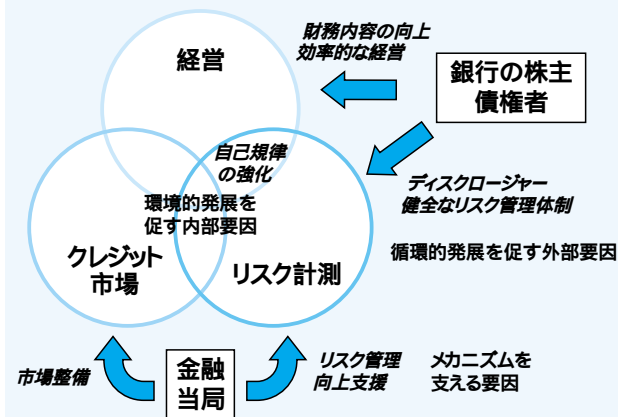 財務内容の向上
効率的な経営
経営
銀行の株主
債権者
自己規律
の強化
ディスクロージャー
健全なリスク管理体制
環境的発展を
促す内部要因
循環的発展を促す外部要因
クレジット
市場
リスク計測
市場整備
金融
当局
リスク管理
向上支援
メカニズムを
支える要因